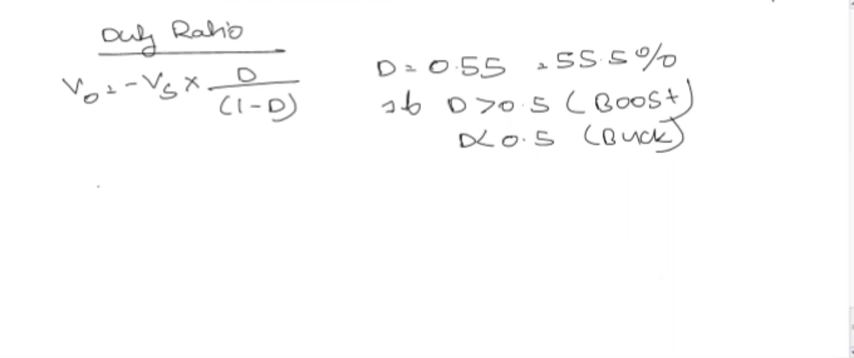 Duty Ratio
Vo = -Vs × D / (1-D)
D = 0.55 = 55.5%
if D>0.5 (Boost)
D<0.5 (Buck)